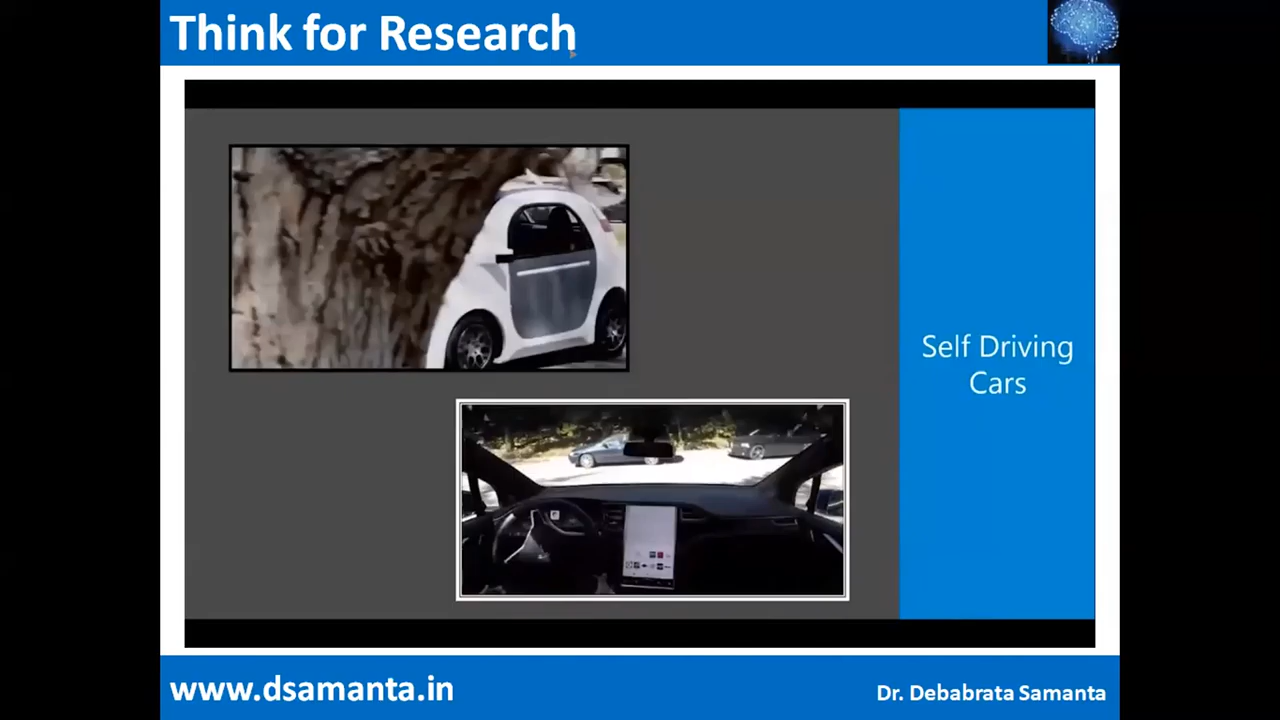 Think for Research
Self Driving
Cars
www.dsamanta.in
Dr. Debabrata Samanta